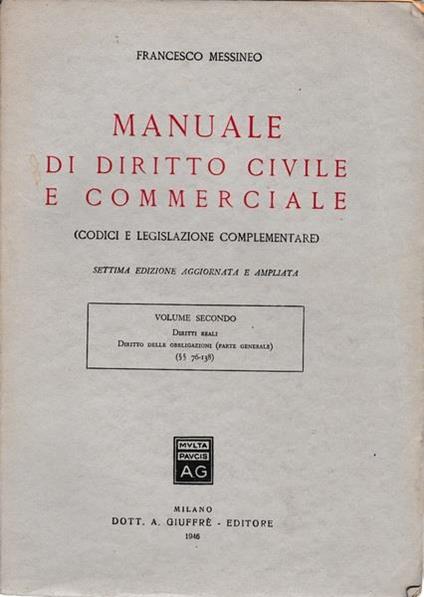 FRANCESCO MESSINEO
MANUALE
DI DIRITTO CIVILE
E COMMERCIALE
(CODICI E LEGISLAZIONE COMPLEMENTARE)
SETTIMA EDIZIONE AGGIORNATA E AMPLIATA
VOLUME SECONDO
DIRITTI REALI
DIRITTO DELLE OBBLIGAZIONI (PARTE GENERALE)
(§§ 76-138)
MVLTA
PAVCIS
AG
MILANO
DOTT. A. GIUFFRÈ - EDITORE
1946